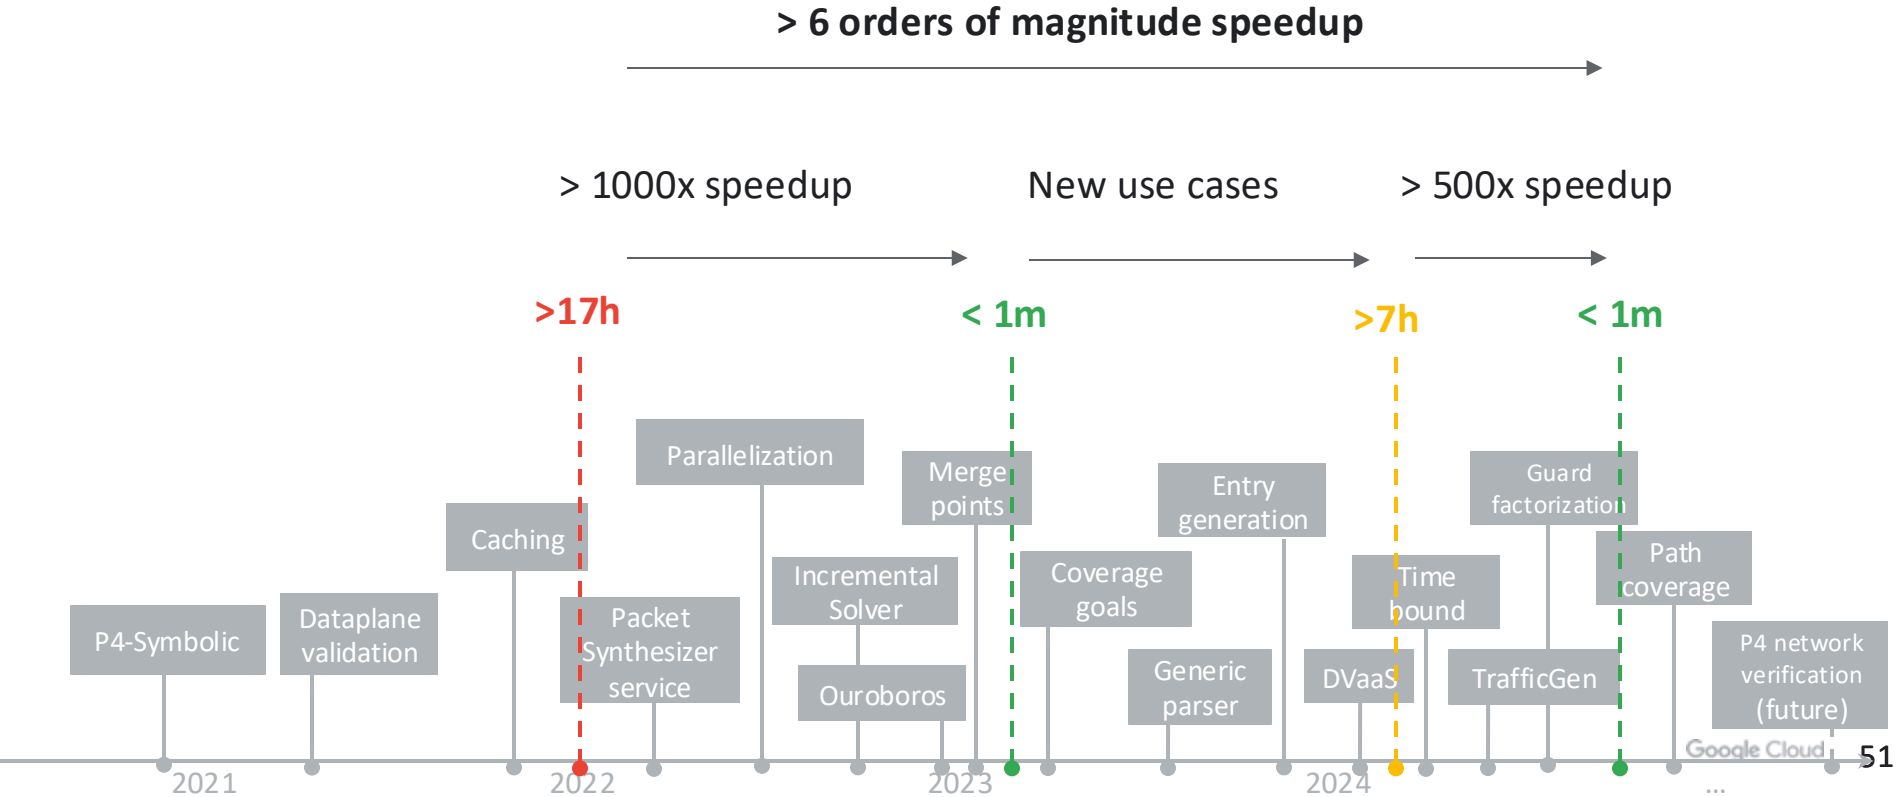 > 6 orders of magnitude speedup
> 1000x speedup
New use cases
> 500x speedup
>17h
< 1m
>7h
< 1m
Parallelization
Merge
points
Entry
generation
Guard
factorization
Caching
Incremental
Solver
Coverage
goals
Time
bound
Path
coverage
P4-Symbolic
Dataplane
validation
Packet
Synthesizer
service
Ouroboros
Generic
parser
DVaaS
TrafficGen
P4 network
verification
(future)
Google Cloud
51
2021
2022
2023
2024
...